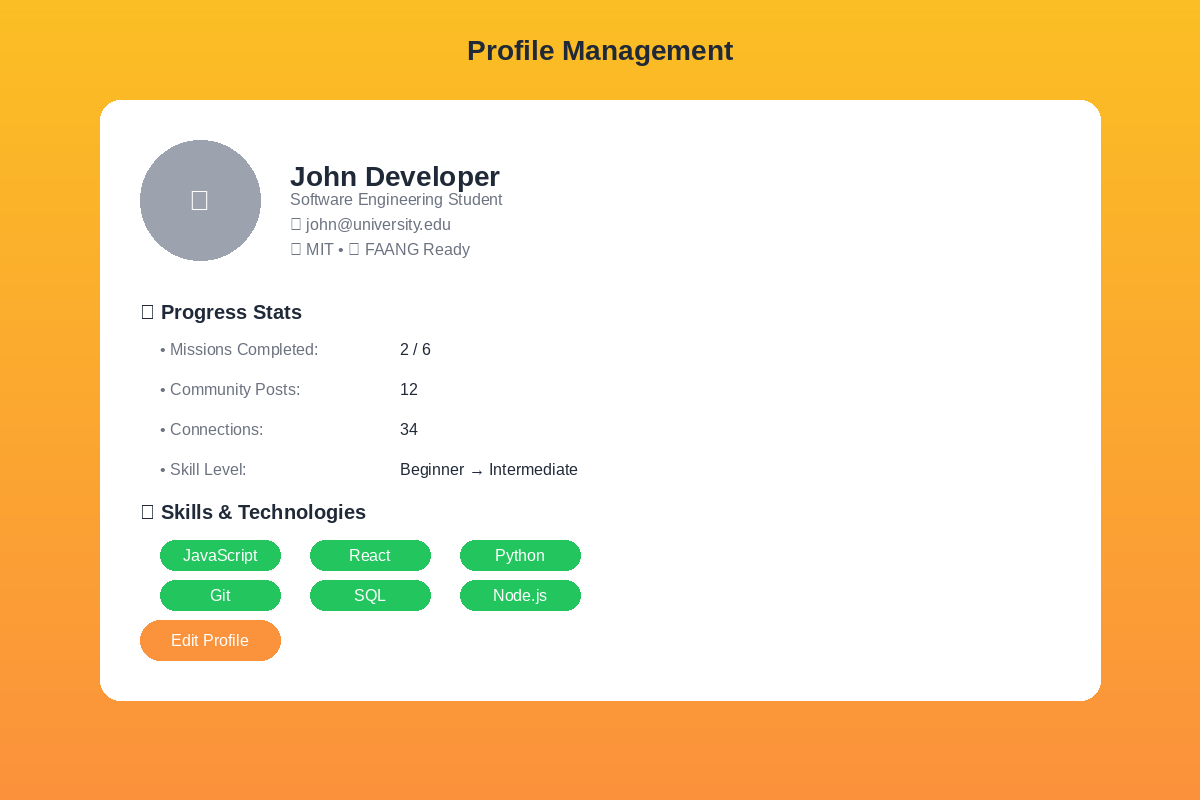 Profile Management
John Developer
Software Engineering Student
john@university.edu
MIT • FAANG Ready
Progress Stats
• Missions Completed: 2 / 6
• Community Posts: 12
• Connections: 34
• Skill Level: Beginner → Intermediate
Skills & Technologies
JavaScript React Python
Git SQL Node.js
Edit Profile